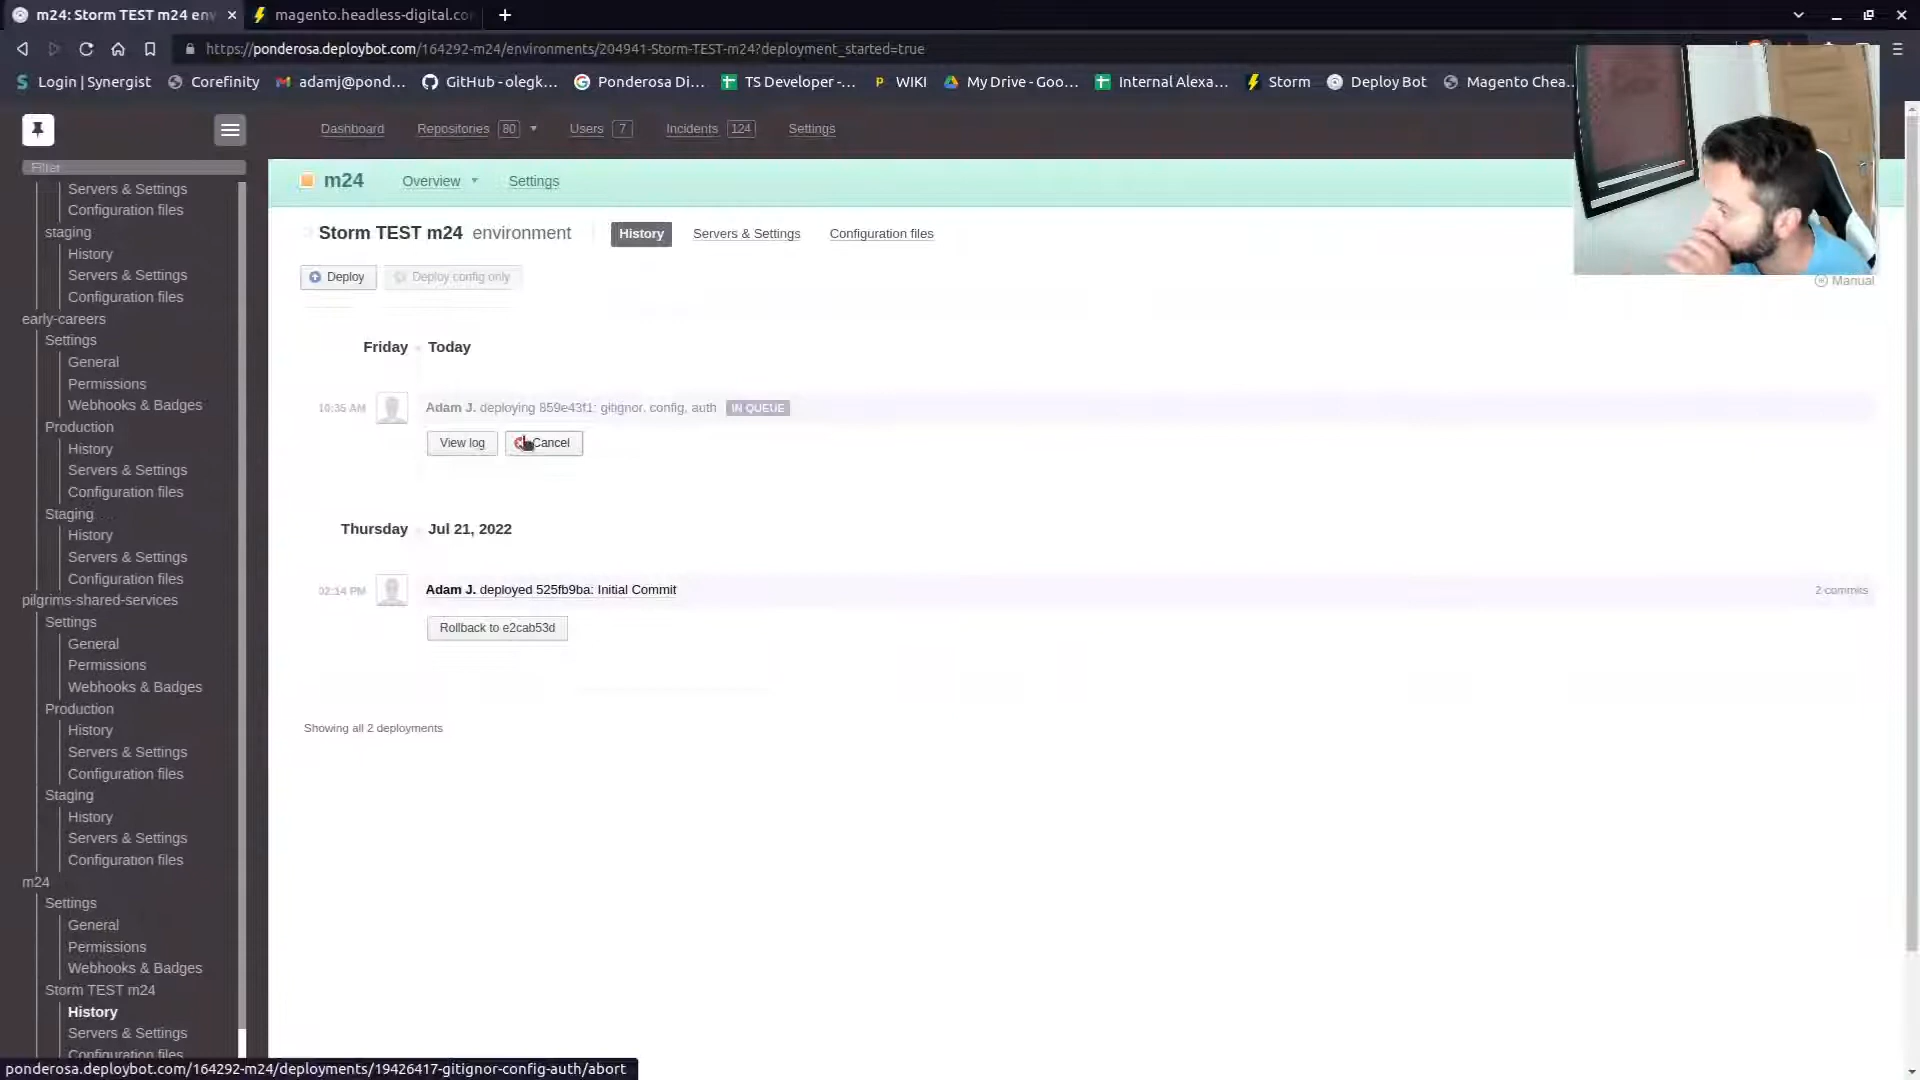 m24: Storm TEST m24 en
magento.headless-digital.co
https://ponderosa.deploybot.com/164292-m24/environments/204941-Storm-TEST-m24?deployment_started=true
Login | Synergist
Corefinity
adamj@pond...
GitHub - olegk...
Ponderosa Di...
TS Developer -...
WIKI
My Drive - Goo...
Internal Alexa...
Storm
Deploy Bot
Magento Chea...
Dashboard
Repositories 80
Users 7
Incidents 124
Settings
Filter
Servers & Settings
Configuration files
staging
History
Servers & Settings
Configuration files
early-careers
Settings
General
Permissions
Webhooks & Badges
Production
History
Servers & Settings
Configuration files
Staging
History
Servers & Settings
Configuration files
pilgrims-shared-services
Settings
General
Permissions
Webhooks & Badges
Production
History
Servers & Settings
Configuration files
Staging
History
Servers & Settings
Configuration files
m24
Settings
General
Permissions
Webhooks & Badges
Storm TEST m24
History
Servers & Settings
Configuration files
m24
Overview
Settings
Storm TEST m24 environment
History
Servers & Settings
Configuration files
Deploy
Deploy config only
Manual
Friday Today
10:35 AM
Adam J. deploying 859e43f1: gitignor. config, auth IN QUEUE
View log
Cancel
Thursday Jul 21, 2022
02:14 PM
Adam J. deployed 525fb9ba: Initial Commit
2 commits
Rollback to e2cab53d
Showing all 2 deployments
ponderosa.deploybot.com/164292-m24/deployments/19426417-gitignor-config-auth/abort